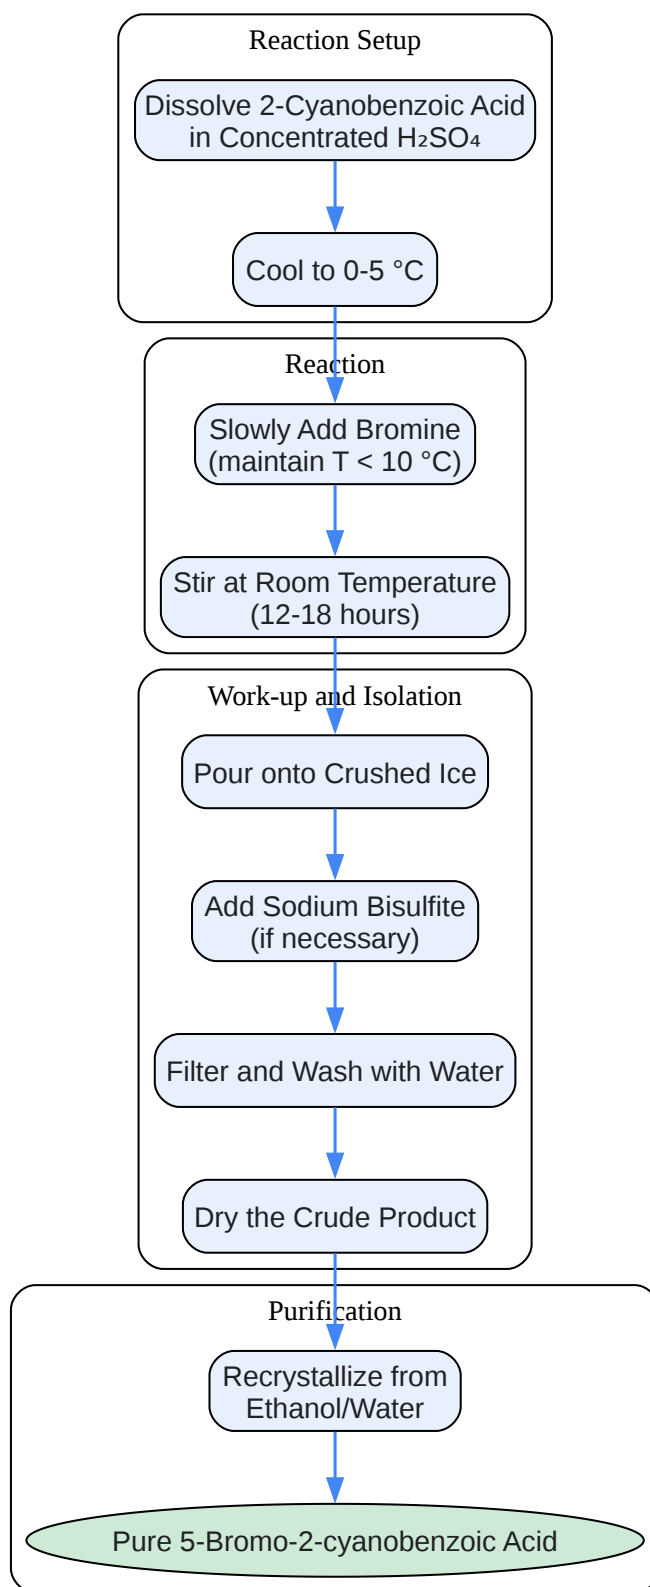 Reaction Setup
Dissolve 2-Cyanobenzoic Acid
in Concentrated H₂SO₄
Cool to 0-5 °C
Reaction
Slowly Add Bromine
(maintain T < 10 °C)
Stir at Room Temperature
(12-18 hours)
Work-up and Isolation
Pour onto Crushed Ice
Add Sodium Bisulfite
(if necessary)
Filter and Wash with Water
Dry the Crude Product
Purification
Recrystallize from
Ethanol/Water
Pure 5-Bromo-2-cyanobenzoic Acid